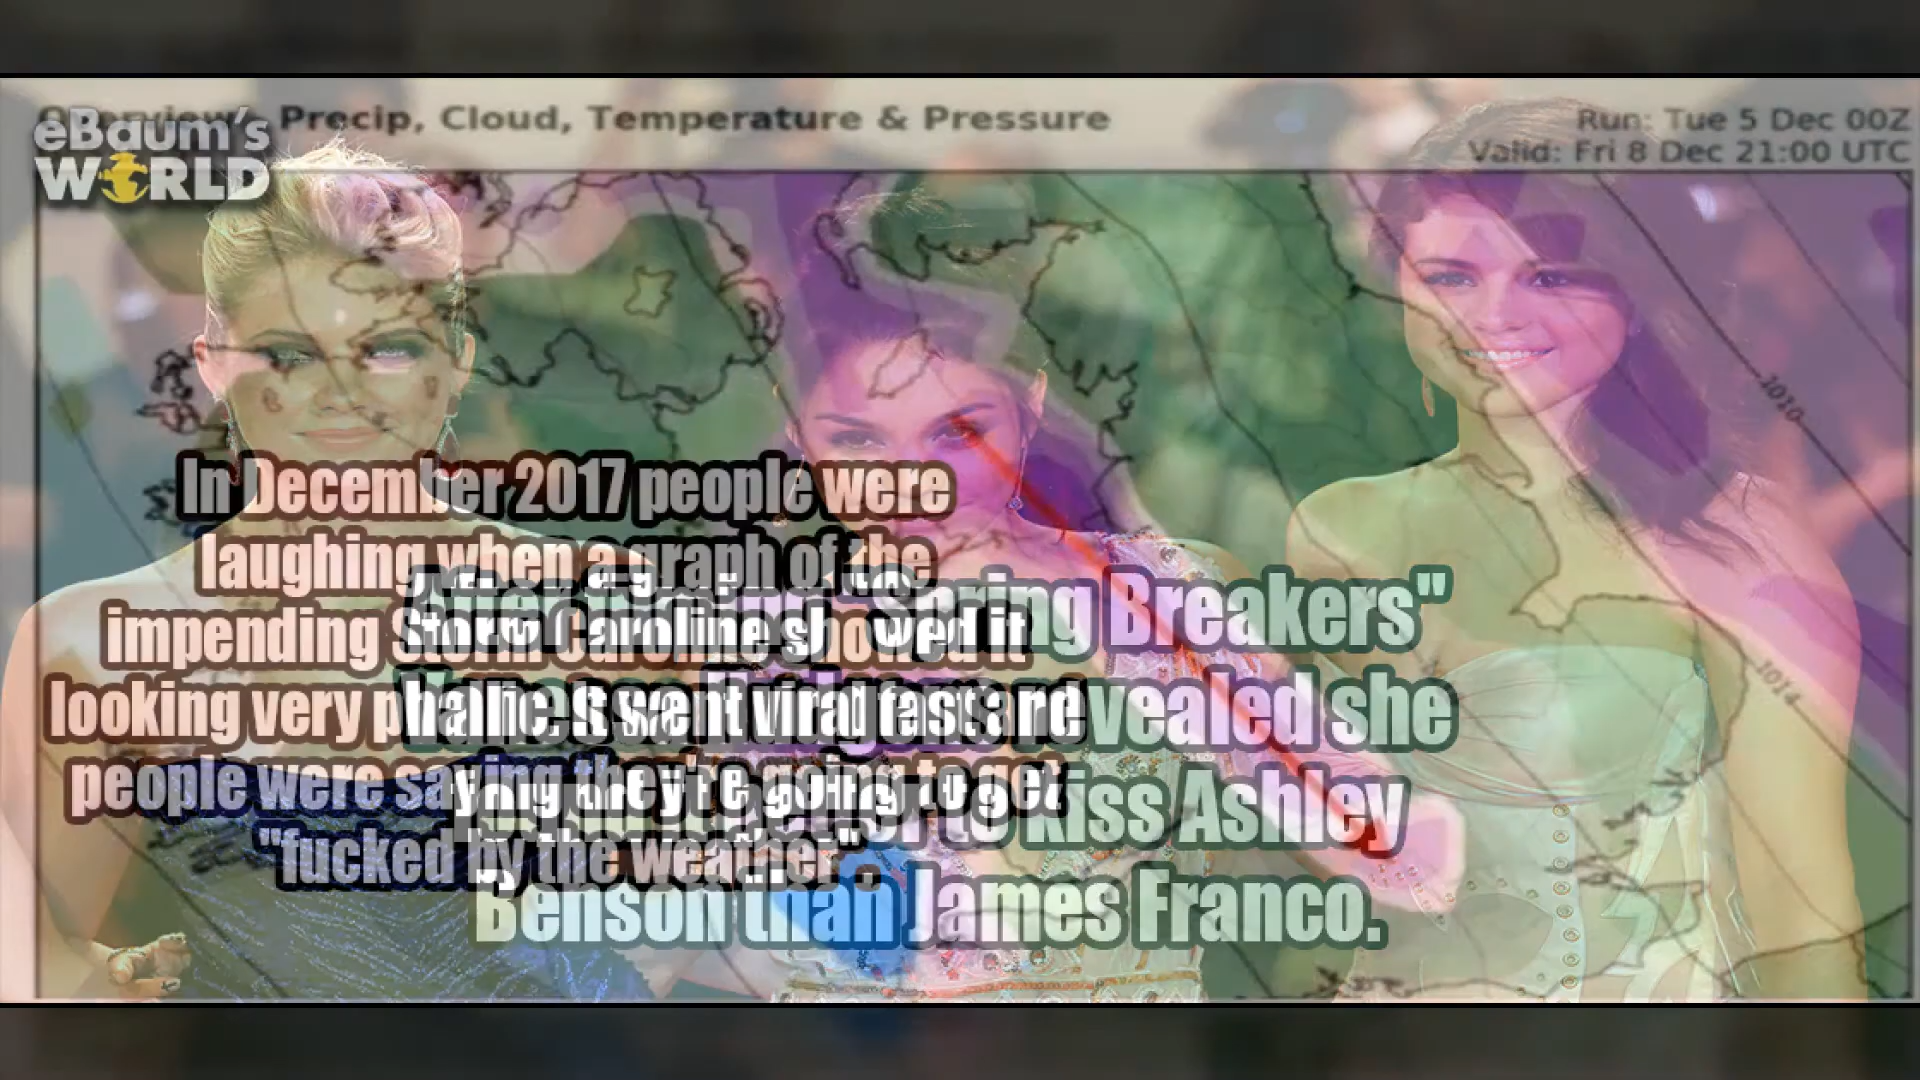 eBaum's
WORLD
Overview: Precip, Cloud, Temperature & Pressure
Run: Tue 5 Dec 00Z
Valid: Fri 8 Dec 21:00 UTC
1010
1014
In December 2017 people were
laughing when a graph of the
impending Storm Caroline showed it
looking very phallic. It went viral fast and
people were saying they're going to get
"fucked by the weather".
"Spring Breakers"
revealed she
to kiss Ashley
Benson than James Franco.